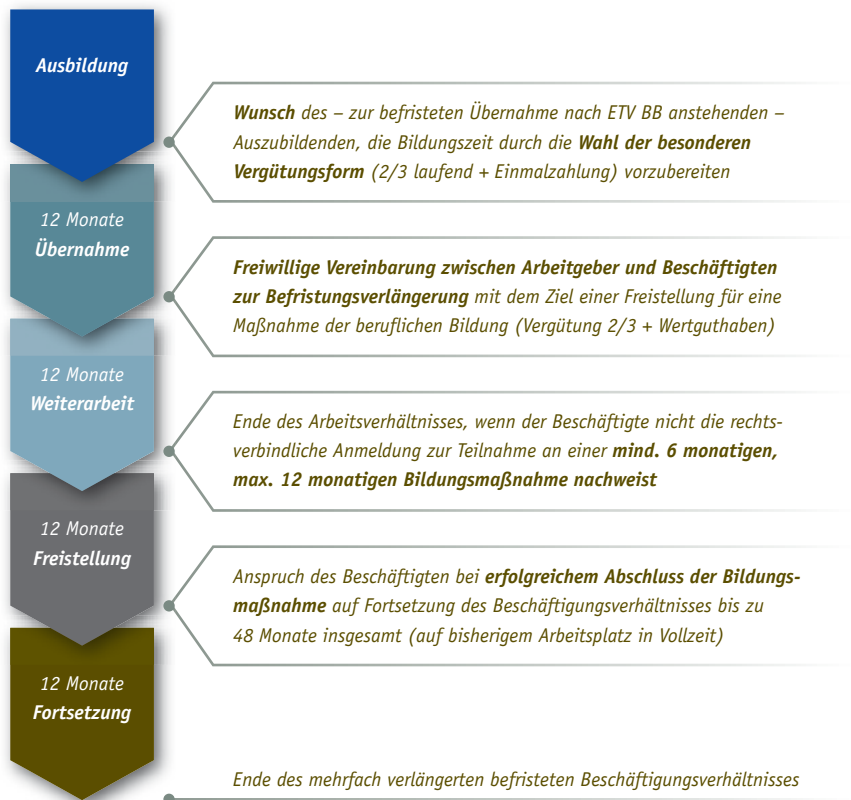 Ausbildung
Wunsch des – zur befristeten Übernahme nach ETV BB anstehenden –
Auszubildenden, die Bildungszeit durch die Wahl der besonderen
Vergütungsform (2/3 laufend + Einmalzahlung) vorzubereiten
12 Monate
Übernahme
Freiwillige Vereinbarung zwischen Arbeitgeber und Beschäftigten
zur Befristungsverlängerung mit dem Ziel einer Freistellung für eine
Maßnahme der beruflichen Bildung (Vergütung 2/3 + Wertguthaben)
12 Monate
Weiterarbeit
Ende des Arbeitsverhältnisses, wenn der Beschäftigte nicht die rechts-
verbindliche Anmeldung zur Teilnahme an einer mind. 6 monatigen,
max. 12 monatigen Bildungsmaßnahme nachweist
12 Monate
Freistellung
Anspruch des Beschäftigten bei erfolgreichem Abschluss der Bildungs-
maßnahme auf Fortsetzung des Beschäftigungsverhältnisses bis zu
48 Monate insgesamt (auf bisherigem Arbeitsplatz in Vollzeit)
12 Monate
Fortsetzung
Ende des mehrfach verlängerten befristeten Beschäftigungsverhältnisses